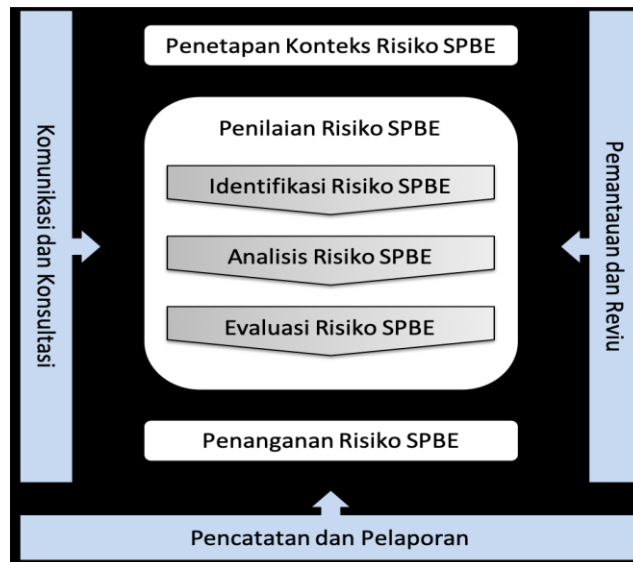 Penetapan Konteks Risiko SPBE
Komunikasi dan Konsultasi
Penilaian Risiko SPBE
Identifikasi Risiko SPBE
Analisis Risiko SPBE
Evaluasi Risiko SPBE
Pemantauan dan Reviu
Penanganan Risiko SPBE
Pencatatan dan Pelaporan